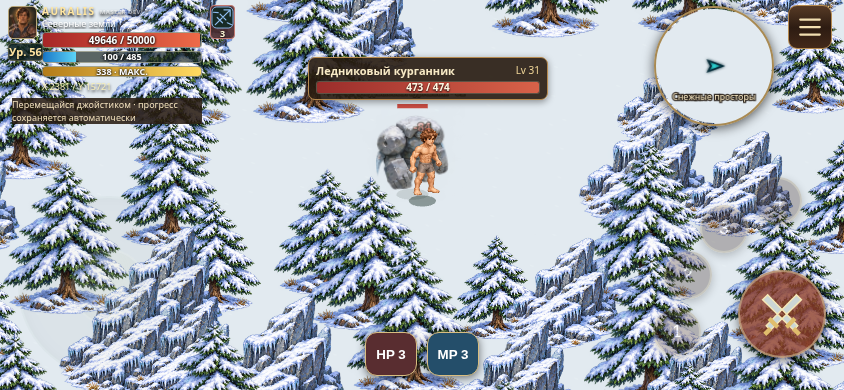 AURALIS
Северные земли
49646 / 50000
Ур. 56
100 / 485
338 · МАКС.
3
Перемещайся джойстиком · прогресс
сохраняется автоматически
Ледниковый курганник
Lv 31
473 / 474
Снежные просторы
HP 3
MP 3